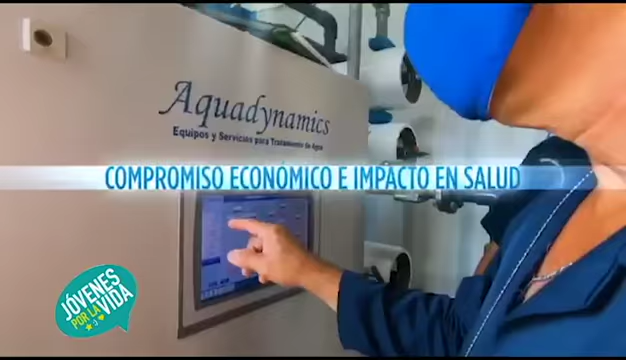 Aquadynamics
Equipos y Servicios para Tratamiento de Agua
COMPROMISO ECONÓMICO E IMPACTO EN SALUD
JÓVENES
POR LA
VIDA